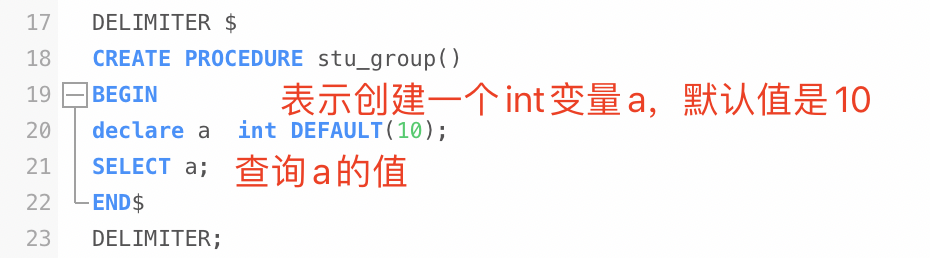 17 DELIMITER $
18 CREATE PROCEDURE stu_group()
19 BEGIN 表示创建一个int变量a，默认值是10
20 declare a  int DEFAULT(10);
21 SELECT a; 查询a的值
22 END$
23 DELIMITER;